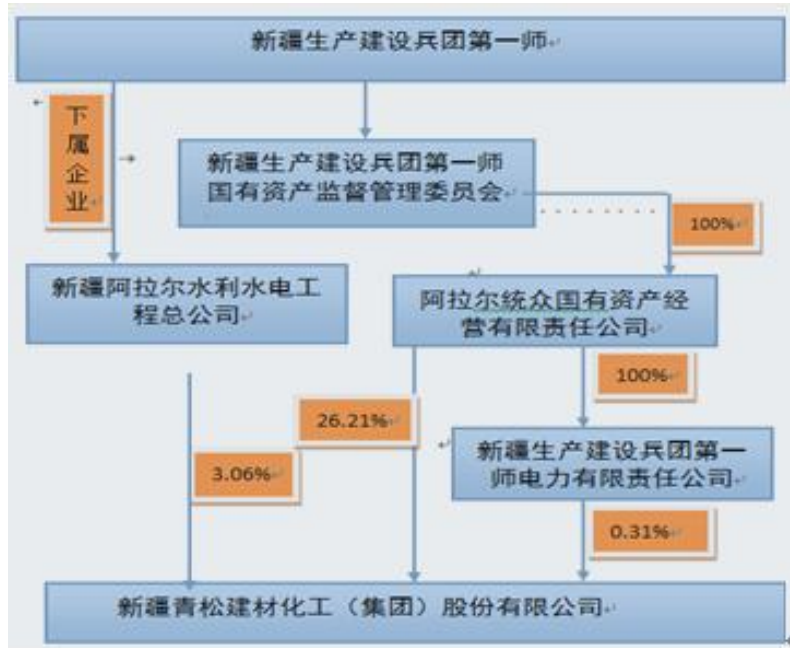 新疆生产建设兵团第一师
下
属
企
业
新疆生产建设兵团第一师
国有资产监督管理委员会
100%
新疆阿拉尔水利水电工
程总公司
阿拉尔统众国有资产经
营有限责任公司
100%
26.21%
新疆生产建设兵团第一
师电力有限责任公司
3.06%
0.31%
新疆青松建材化工（集团）股份有限公司